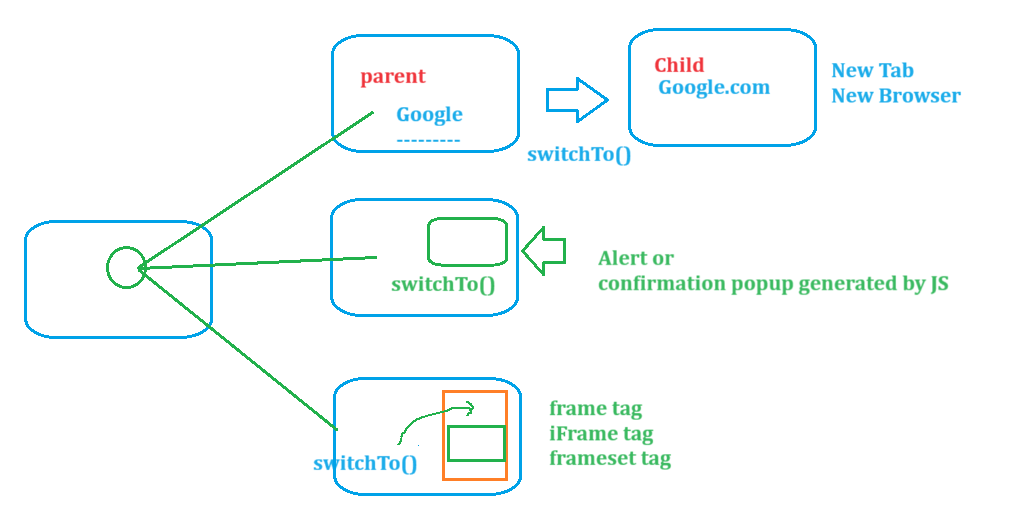 parent
Google
---------
switchTo()
Child
Google.com
New Tab
New Browser
switchTo()
Alert or
confirmation popup generated by JS
switchTo()
frame tag
iFrame tag
frameset tag